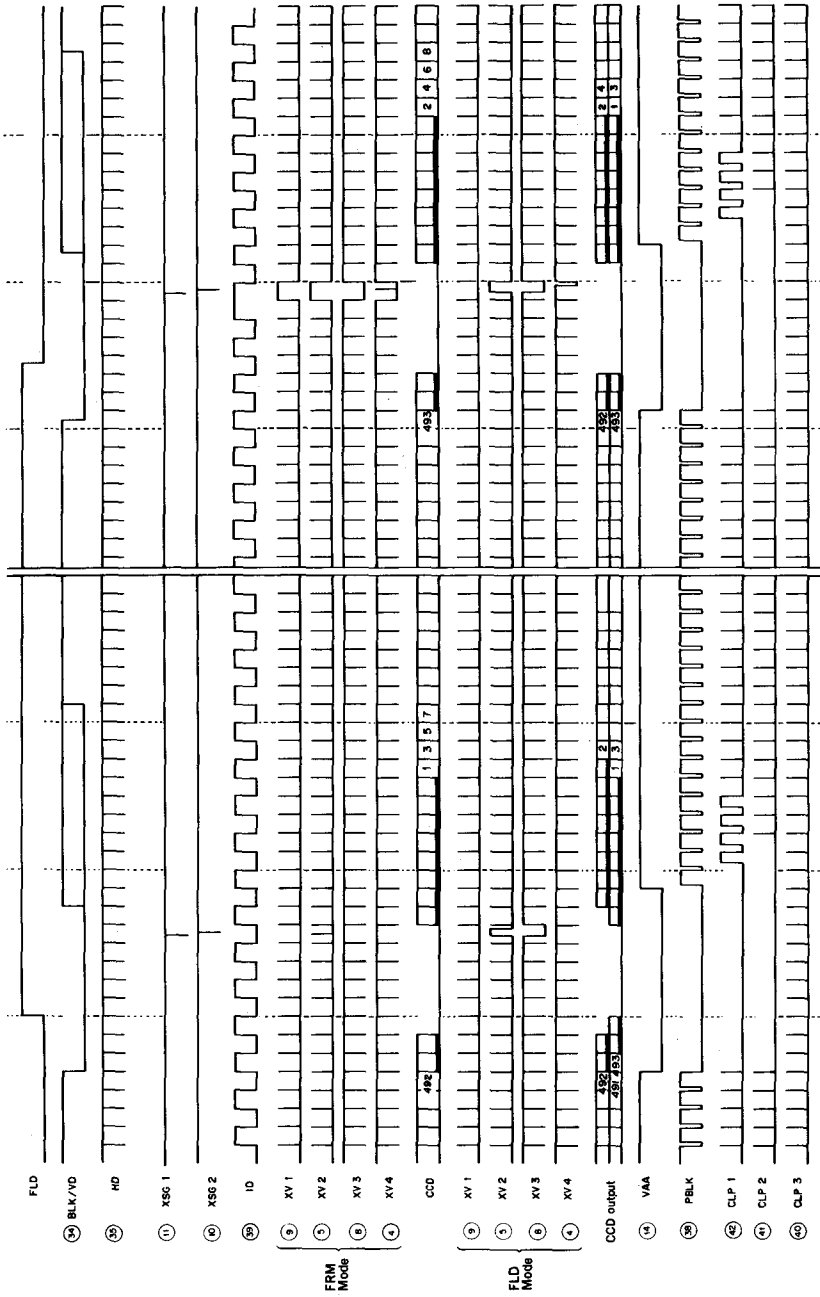 FLD
34 BLK/VD
35 HD
11 XSG 1
10 XSG 2
39 ID
FRM Mode
9 XV 1
5 XV 2
8 XV 3
4 XV 4
CCD 492 1 3 5 7 493 2 4 6 8
FLD Mode
9 XV 1
5 XV 2
8 XV 3
4 XV 4
CCD output
492 2 492 2 4
491 493 1 3 493 1 3
14 VAA
38 PBLK
42 CLP 1
41 CLP 2
40 CLP 3